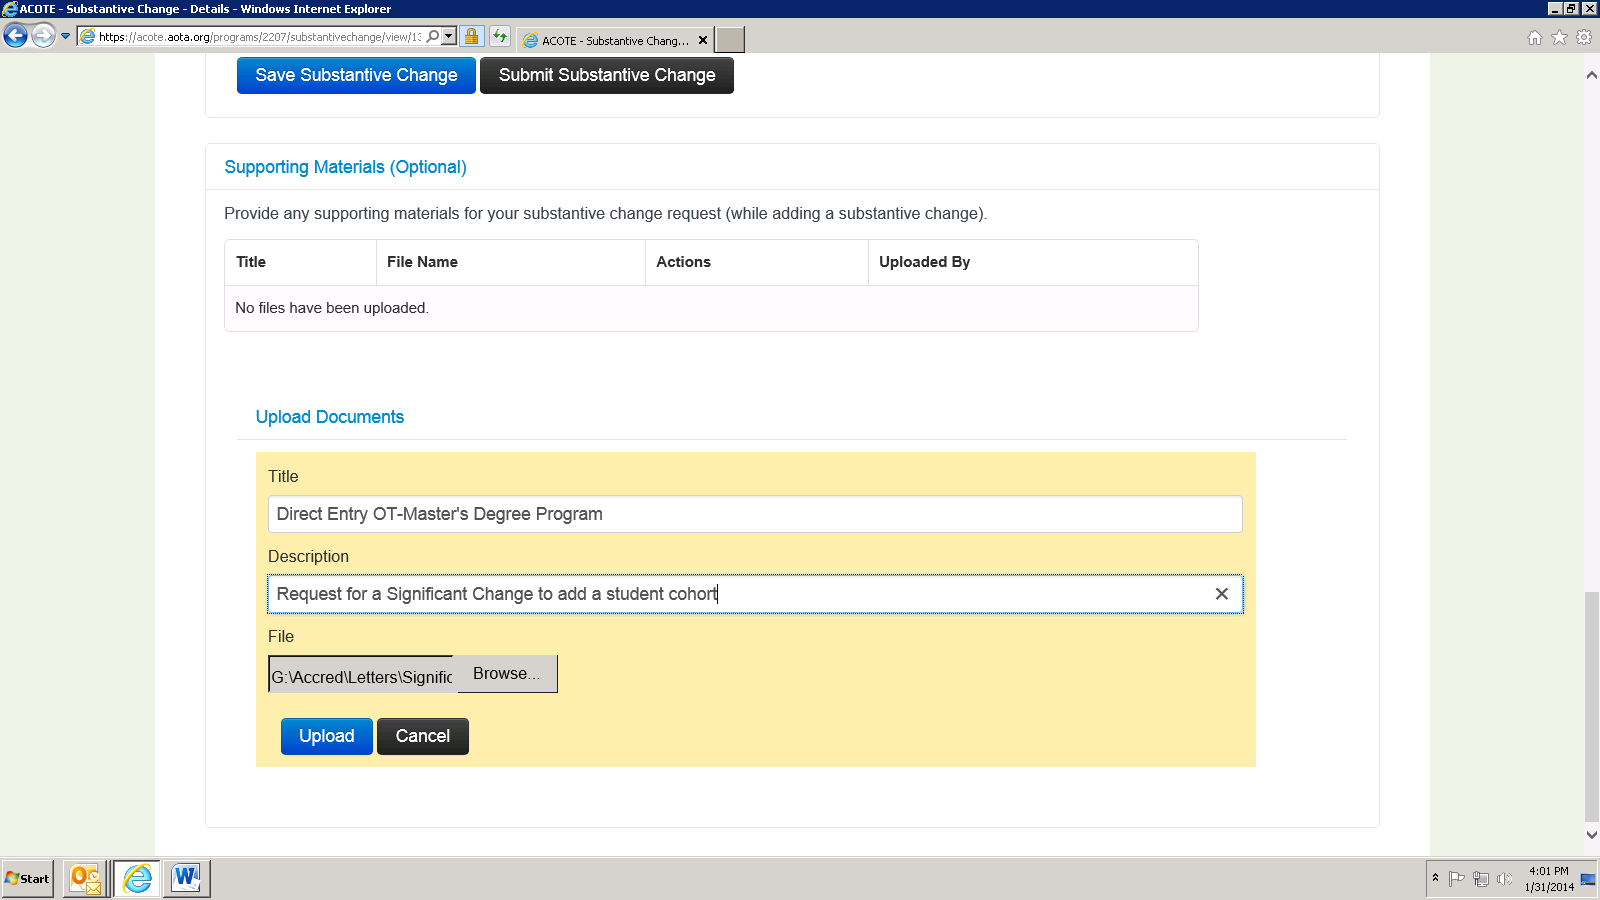 ACOTE - Substantive Change - Details - Windows Internet Explorer
https://acote.aota.org/programs/2207/substantivechange/view/13
ACOTE - Substantive Chang...
Save Substantive Change Submit Substantive Change
Supporting Materials (Optional)
Provide any supporting materials for your substantive change request (while adding a substantive change).
Title File Name Actions Uploaded By
No files have been uploaded.
Upload Documents
Title
Direct Entry OT-Master's Degree Program
Description
Request for a Significant Change to add a student cohort
File
G:\Accred\Letters\Signific Browse...
Upload Cancel
Start
4:01 PM
1/31/2014